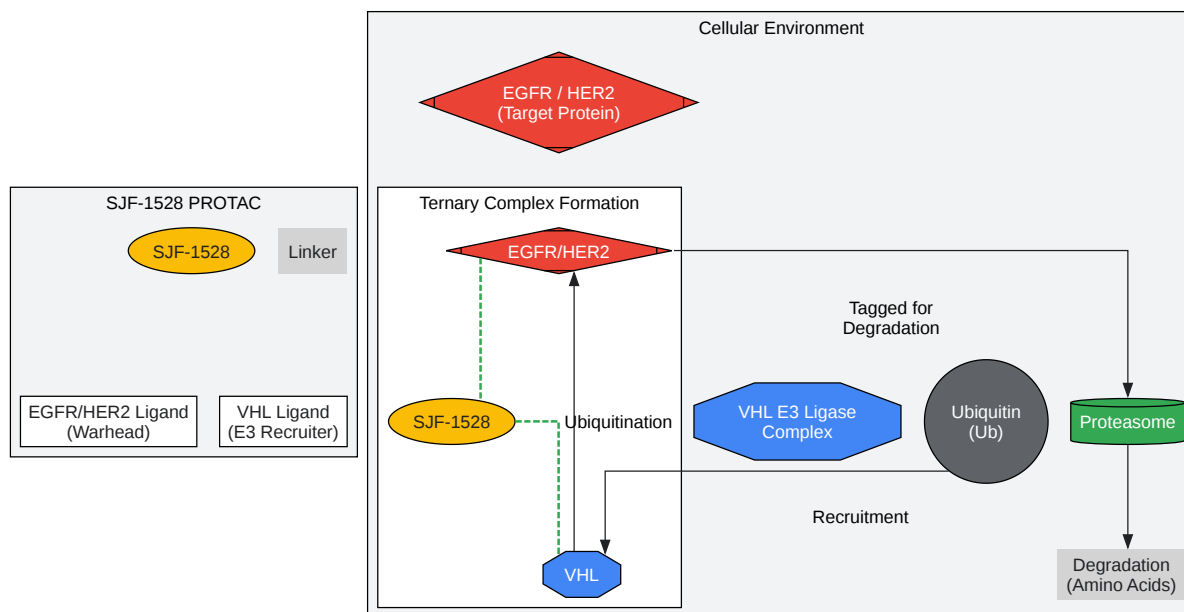 Cellular Environment
EGFR / HER2
(Target Protein)
SJF-1528 PROTAC
SJF-1528
Linker
EGFR/HER2 Ligand
(Warhead)
VHL Ligand
(E3 Recruiter)
Ternary Complex Formation
EGFR/HER2
SJF-1528
Ubiquitination
VHL
Tagged for
Degradation
VHL E3 Ligase
Complex
Ubiquitin
(Ub)
Proteasome
Recruitment
Degradation
(Amino Acids)